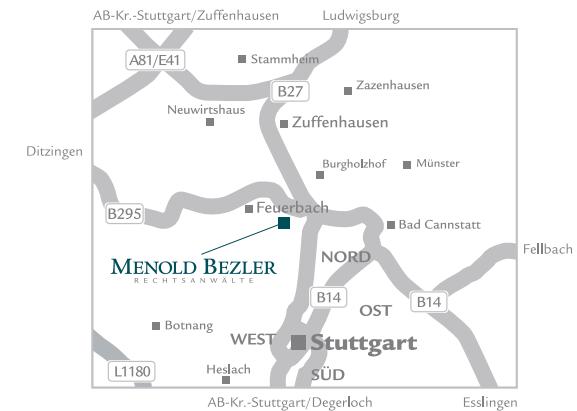 AB-Kr.-Stuttgart/Zuffenhausen
Ludwigsburg
A81/E41
Stammheim
B27
Zazenhausen
Neuwirtshaus
Zuffenhausen
Ditzingen
Burgholzhof
Münster
B295
Feuerbach
Bad Cannstatt
NORD
Fellbach
MENOLD BEZLER
RECHTSANWÄLTE
B14
B14
OST
Botnang
WEST
Stuttgart
L1180
Heslach
SÜD
AB-Kr.-Stuttgart/Degerloch
Esslingen